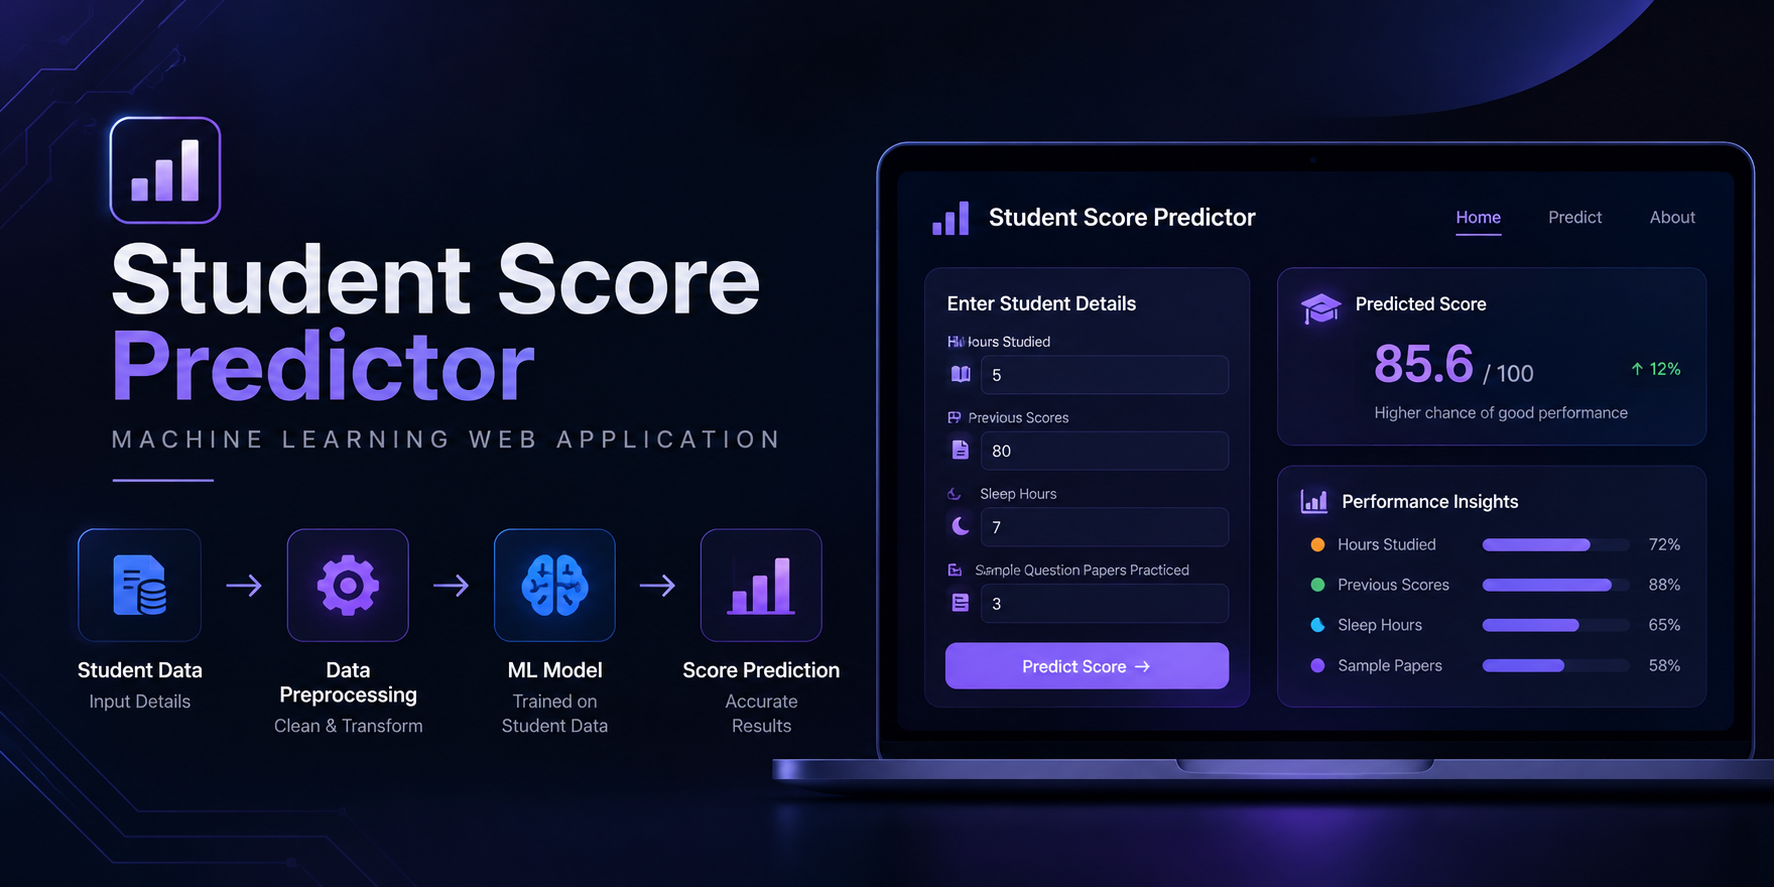 Student Score
Predictor
MACHINE LEARNING WEB APPLICATION
Student Data
Input Details
Data
Preprocessing
Clean & Transform
ML Model
Trained on
Student Data
Score Prediction
Accurate
Results
Student Score Predictor
Home
Predict
About
Enter Student Details
Hours Studied
5
Previous Scores
80
Sleep Hours
7
Sample Question Papers Practiced
3
Predict Score →
Predicted Score
85.6 / 100
↑ 12%
Higher chance of good performance
Performance Insights
Hours Studied 72%
Previous Scores 88%
Sleep Hours 65%
Sample Papers 58%